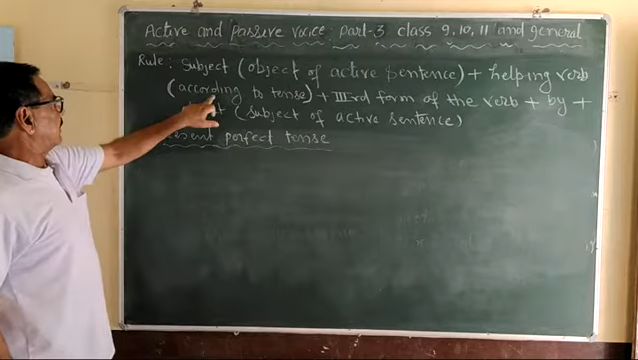 Active and passive voice part-3 class 9, 10, 11 and general
Rule: Subject (object of active sentence) + helping verb
(according to tense) + IIIrd form of the verb + by +
(subject of active sentence)
perfect tense